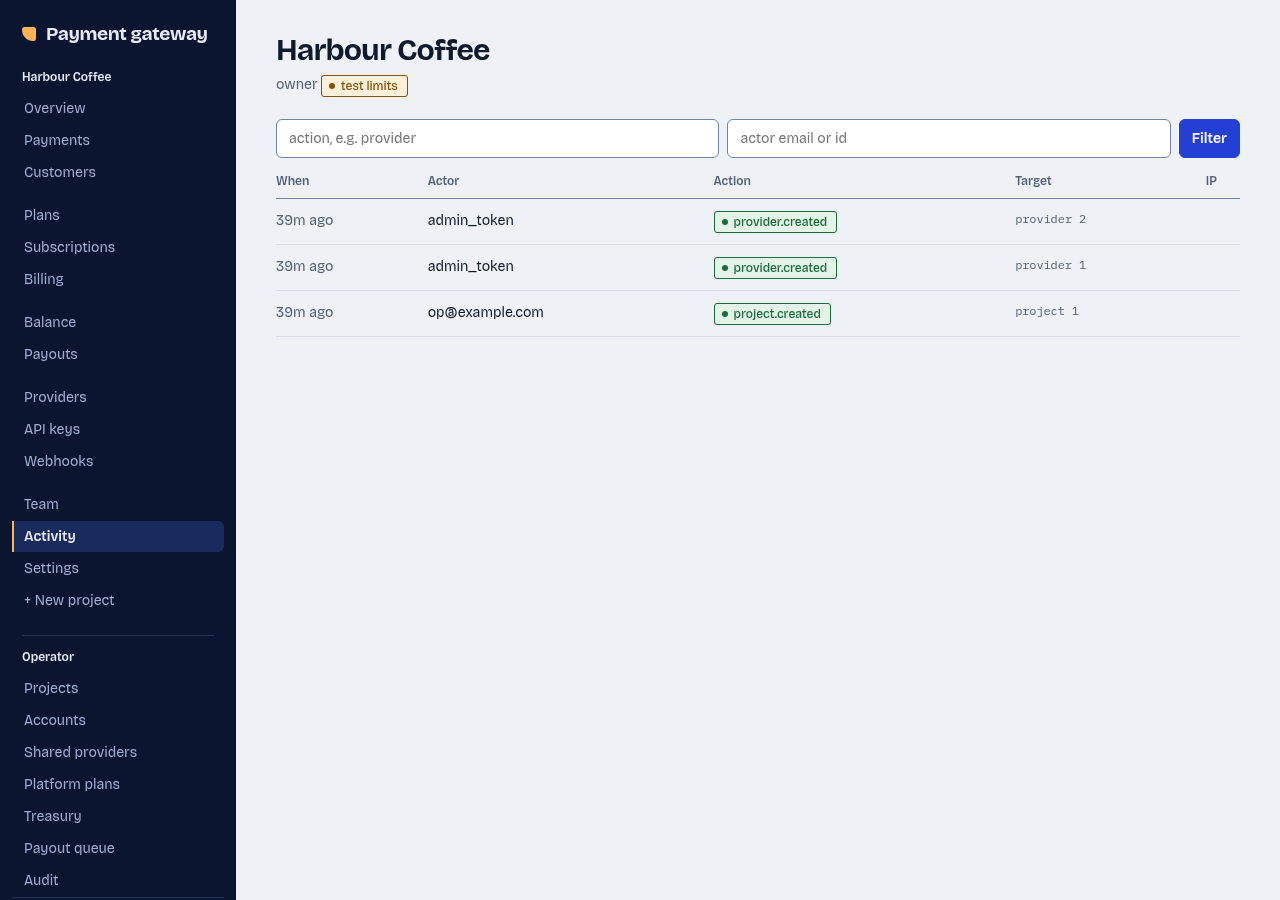 Payment gateway
Harbour Coffee
Overview
Payments
Customers
Plans
Subscriptions
Billing
Balance
Payouts
Providers
API keys
Webhooks
Team
Activity
Settings
+ New project
Operator
Projects
Accounts
Shared providers
Platform plans
Treasury
Payout queue
Audit
Harbour Coffee
owner test limits
action, e.g. provider actor email or id Filter
When Actor Action Target IP
39m ago admin_token provider.created provider 2
39m ago admin_token provider.created provider 1
39m ago op@example.com project.created project 1